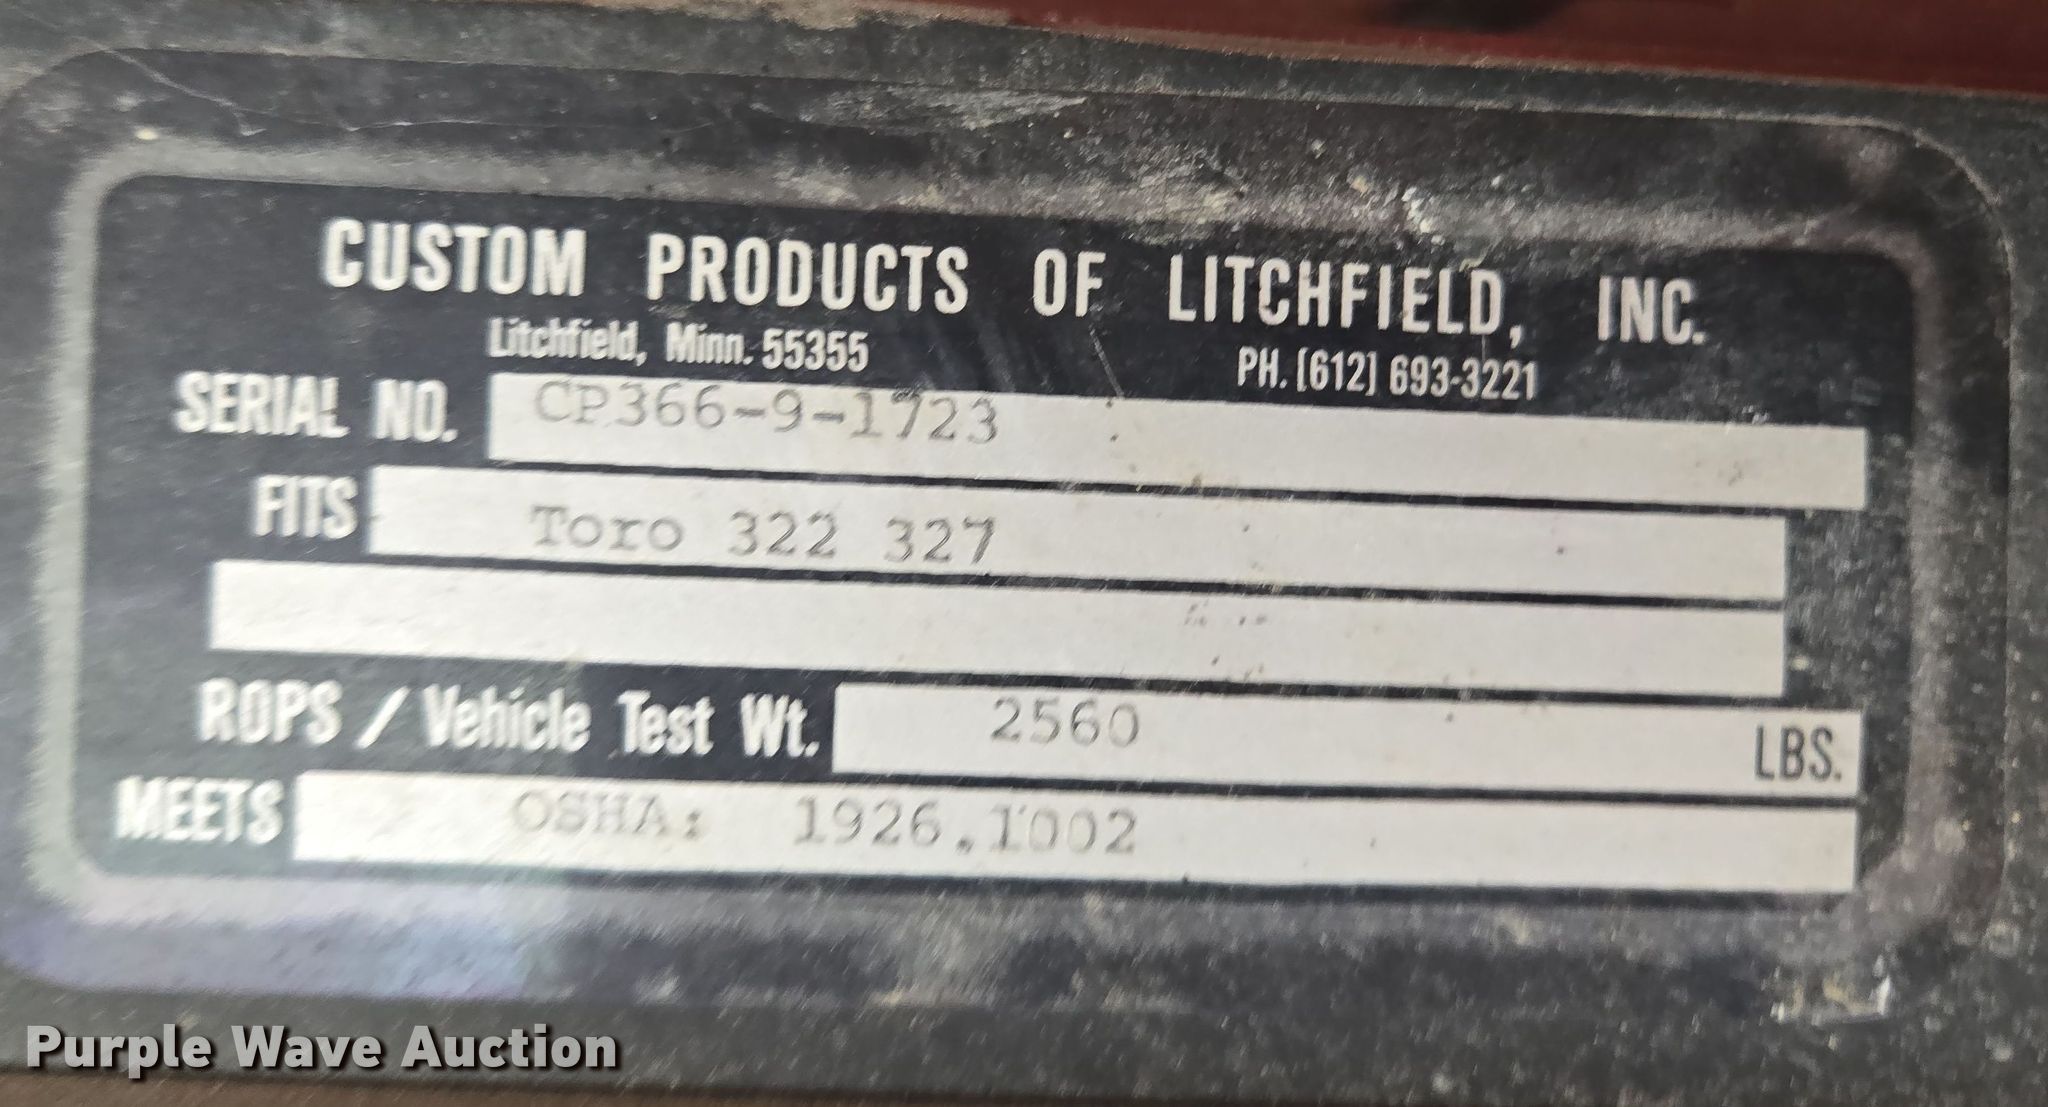 CUSTOM PRODUCTS OF LITCHFIELD, INC.
Litchfield, Minn. 55355 PH. (612) 693-3221
SERIAL NO. CP366-9-1723
FITS Toro 322 327
ROPS / Vehicle Test Wt. 2560 LBS.
MEETS OSHA: 1926.1002
Purple Wave Auction